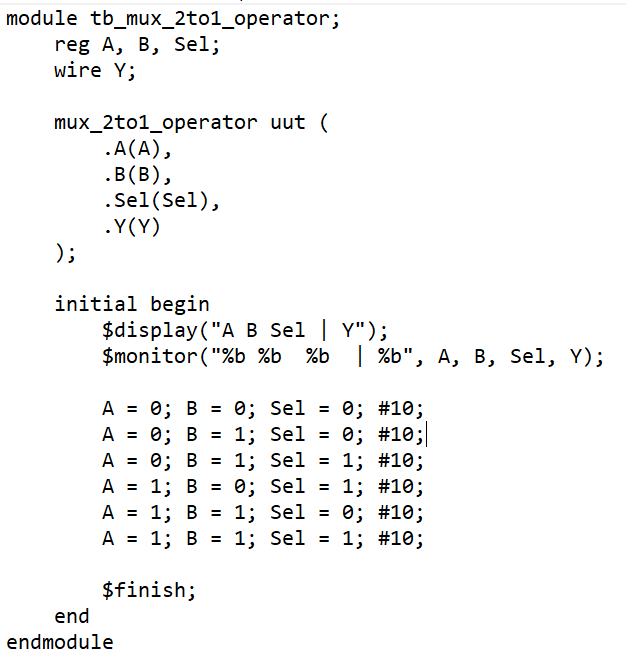 module tb_mux_2to1_operator;
    reg A, B, Sel;
    wire Y;

    mux_2to1_operator uut (
        .A(A),
        .B(B),
        .Sel(Sel),
        .Y(Y)
    );

    initial begin
        $display("A B Sel | Y");
        $monitor("%b %b  %b  | %b", A, B, Sel, Y);

        A = 0; B = 0; Sel = 0; #10;
        A = 0; B = 1; Sel = 0; #10;
        A = 0; B = 1; Sel = 1; #10;
        A = 1; B = 0; Sel = 1; #10;
        A = 1; B = 1; Sel = 0; #10;
        A = 1; B = 1; Sel = 1; #10;

        $finish;
    end
endmodule